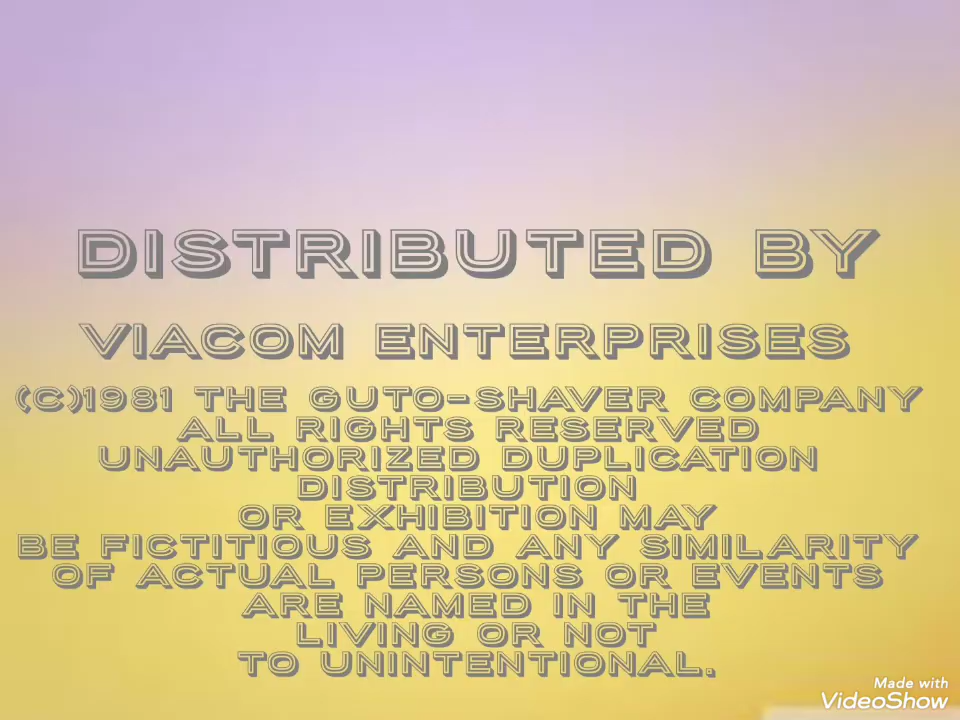 DISTRIBUTED BY
VIACOM ENTERPRISES
(C)1981 THE GUTO-SHAVER COMPANY
ALL RIGHTS RESERVED
UNAUTHORIZED DUPLICATION
DISTRIBUTION
OR EXHIBITION MAY
BE FICTITIOUS AND ANY SIMILARITY
OF ACTUAL PERSONS OR EVENTS
ARE NAMED IN THE
LIVING OR NOT
TO UNINTENTIONAL.
Made with
VideoShow